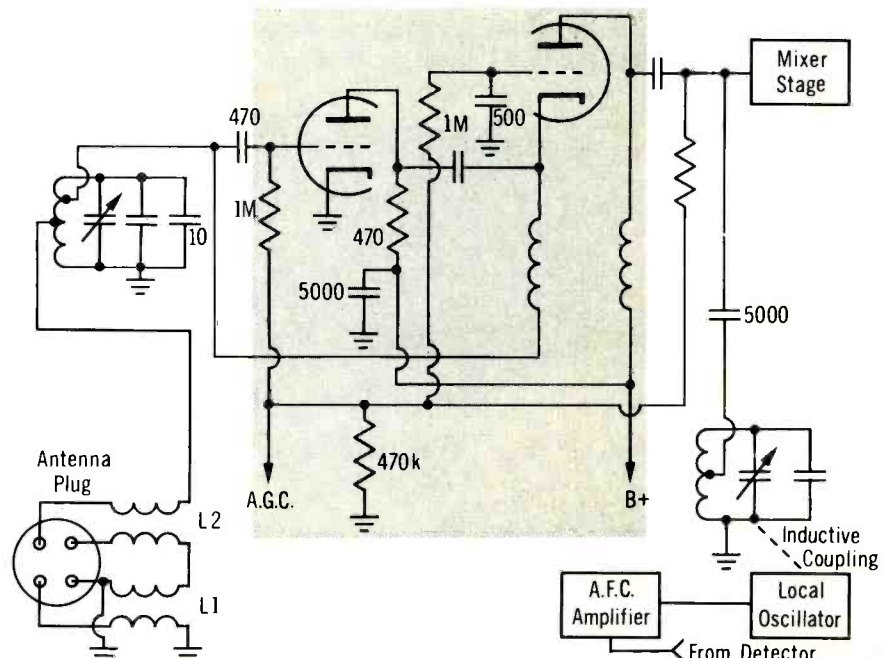 470
1M
500
Mixer
Stage
1M
470
10
5000
5000
470k
Antenna
Plug
A.G.C.
B+
L2
L1
Inductive
Coupling
A.F.C.
Amplifier
Local
Oscillator
From Detector